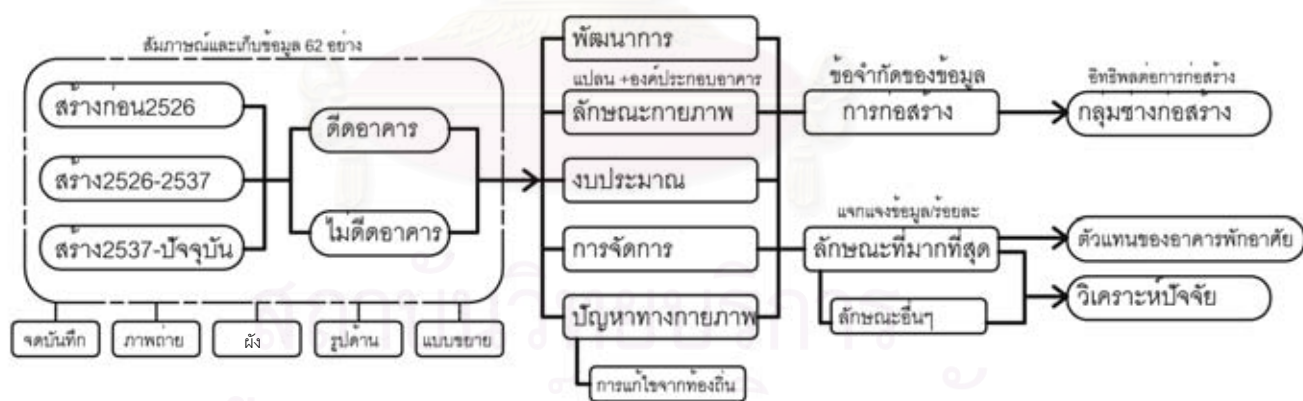 สัมภาษณ์และเก็บข้อมูล 62 อย่าง
สร้างก่อน2526
สร้าง2526-2537
สร้าง2537-ปัจจุบัน
ดีดอาคาร
ไม่ดีดอาคาร
จดบันทึก
ภาพถ่าย
ผัง
รูปด้าน
แบบขยาย
พัฒนาการ
แปลน +องค์ประกอบอาคาร
ลักษณะกายภาพ
งบประมาณ
การจัดการ
ปัญหาทางกายภาพ
การแก้ไขจากท้องถิ่น
ข้อจำกัดของข้อมูล
การก่อสร้าง
แจกแจงข้อมูล/ร้อยละ
ลักษณะที่มากที่สุด
ลักษณะอื่นๆ
อิทธิพลต่อการก่อสร้าง
กลุ่มช่างก่อสร้าง
ตัวแทนของอาคารพักอาศัย
วิเคราะห์ปัจจัย
สถาบันวิทยบริการ